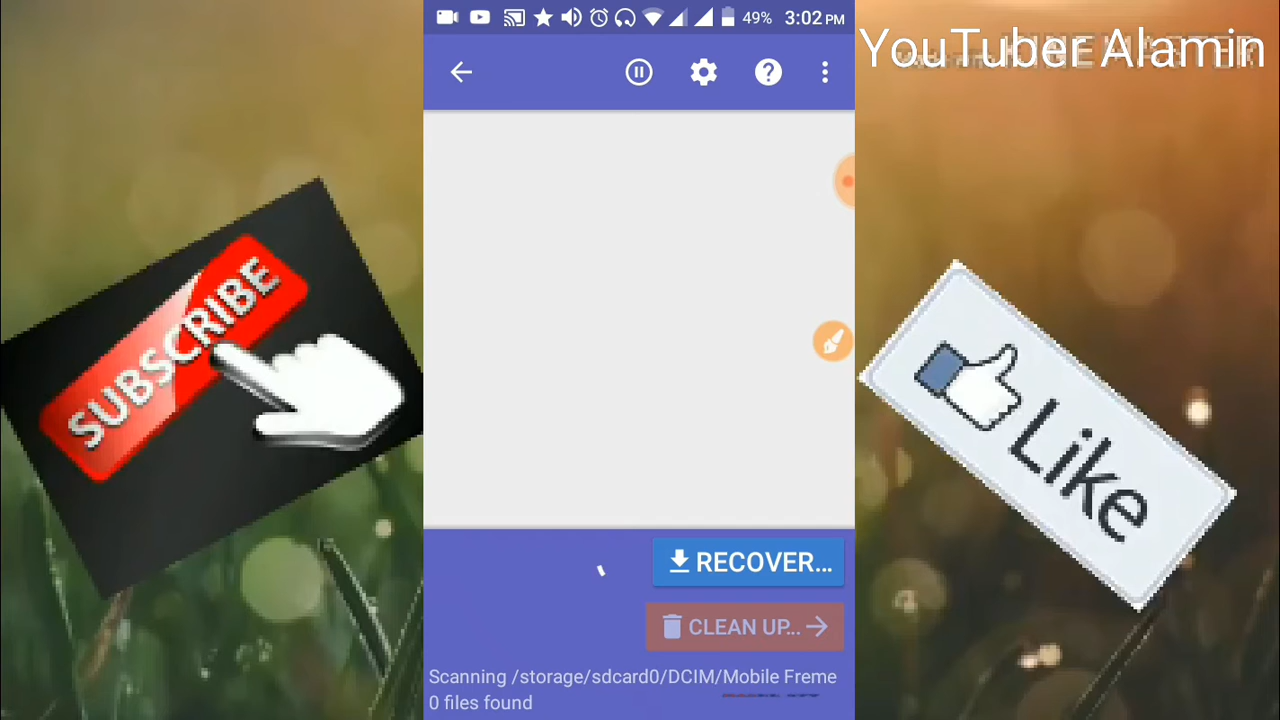 49% 3:02 PM
YouTuber Alamin
SUBSCRIBE
Like
RECOVER...
CLEAN UP...
Scanning /storage/sdcard0/DCIM/Mobile Freme
0 files found